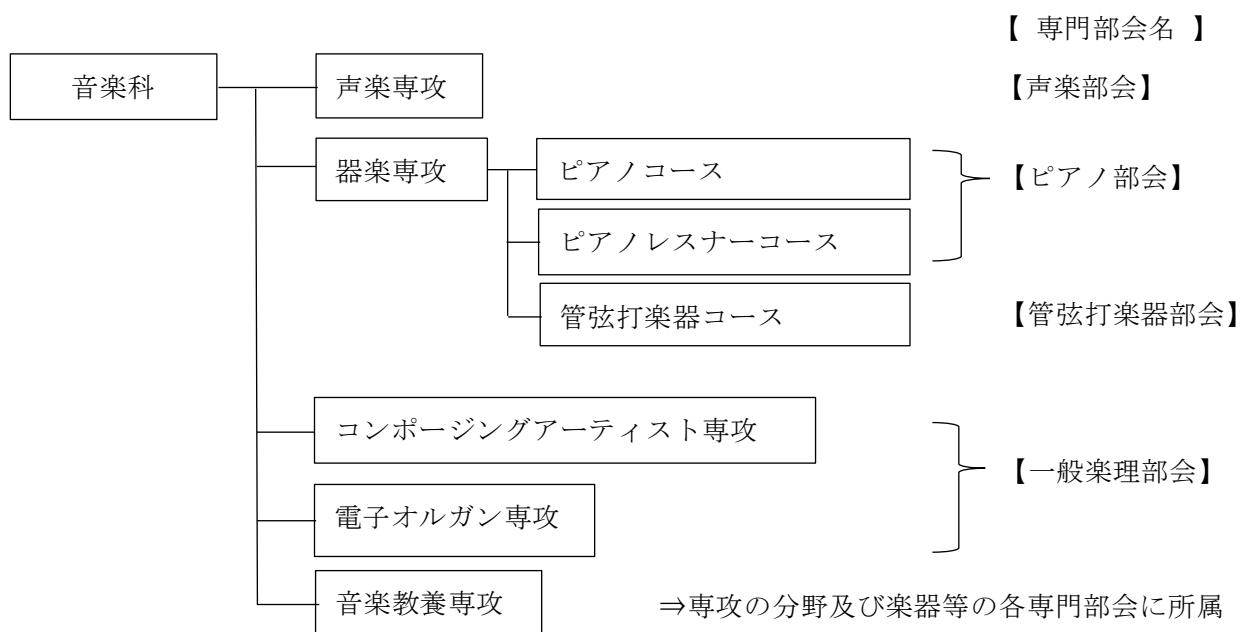 【 専門部会名 】
音楽科
声楽専攻
【声楽部会】
器楽専攻
ピアノコース
【ピアノ部会】
ピアノレスナーコース
管弦打楽器コース
【管弦打楽器部会】
コンポージングアーティスト専攻
【一般楽理部会】
電子オルガン専攻
音楽教養専攻
⇒専攻の分野及び楽器等の各専門部会に所属